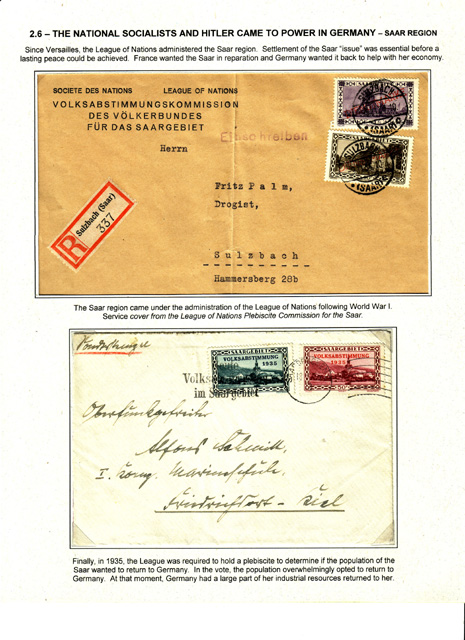 2.6 – THE NATIONAL SOCIALISTS AND HITLER CAME TO POWER IN GERMANY – SAAR REGION
Since Versailles, the League of Nations administered the Saar region. Settlement of the Saar "issue" was essential before a
lasting peace could be achieved. France wanted the Saar in reparation and Germany wanted it back to help with her economy.
SOCIETE DES NATIONS LEAGUE OF NATIONS
VOLKSABSTIMMUNGSKOMMISSION
DES VÖLKERBUNDES
FÜR DAS SAARGEBIET
Einschreiben
SULZBACH
(SAAR)
SULZBACH
(SAAR)
Herrn
Fritz Palm,
Drogist,
Sulzbach
Hammersberg 28b
R
Sulzbach (Saar)
337
The Saar region came under the administration of the League of Nations following World War I.
Service cover from the League of Nations Plebiscite Commission for the Saar.
SAARGEBIET
VOLKSABSTIMMUNG
1935
SAARGEBIET
VOLKSABSTIMMUNG
1935
im Saargebiet
Alfons Schmitt,
I. Komp. Marineschule,
Friedrichsort - Kiel
Finally, in 1935, the League was required to hold a plebiscite to determine if the population of the
Saar wanted to return to Germany. In the vote, the population overwhelmingly opted to return to
Germany. At that moment, Germany had a large part of her industrial resources returned to her.